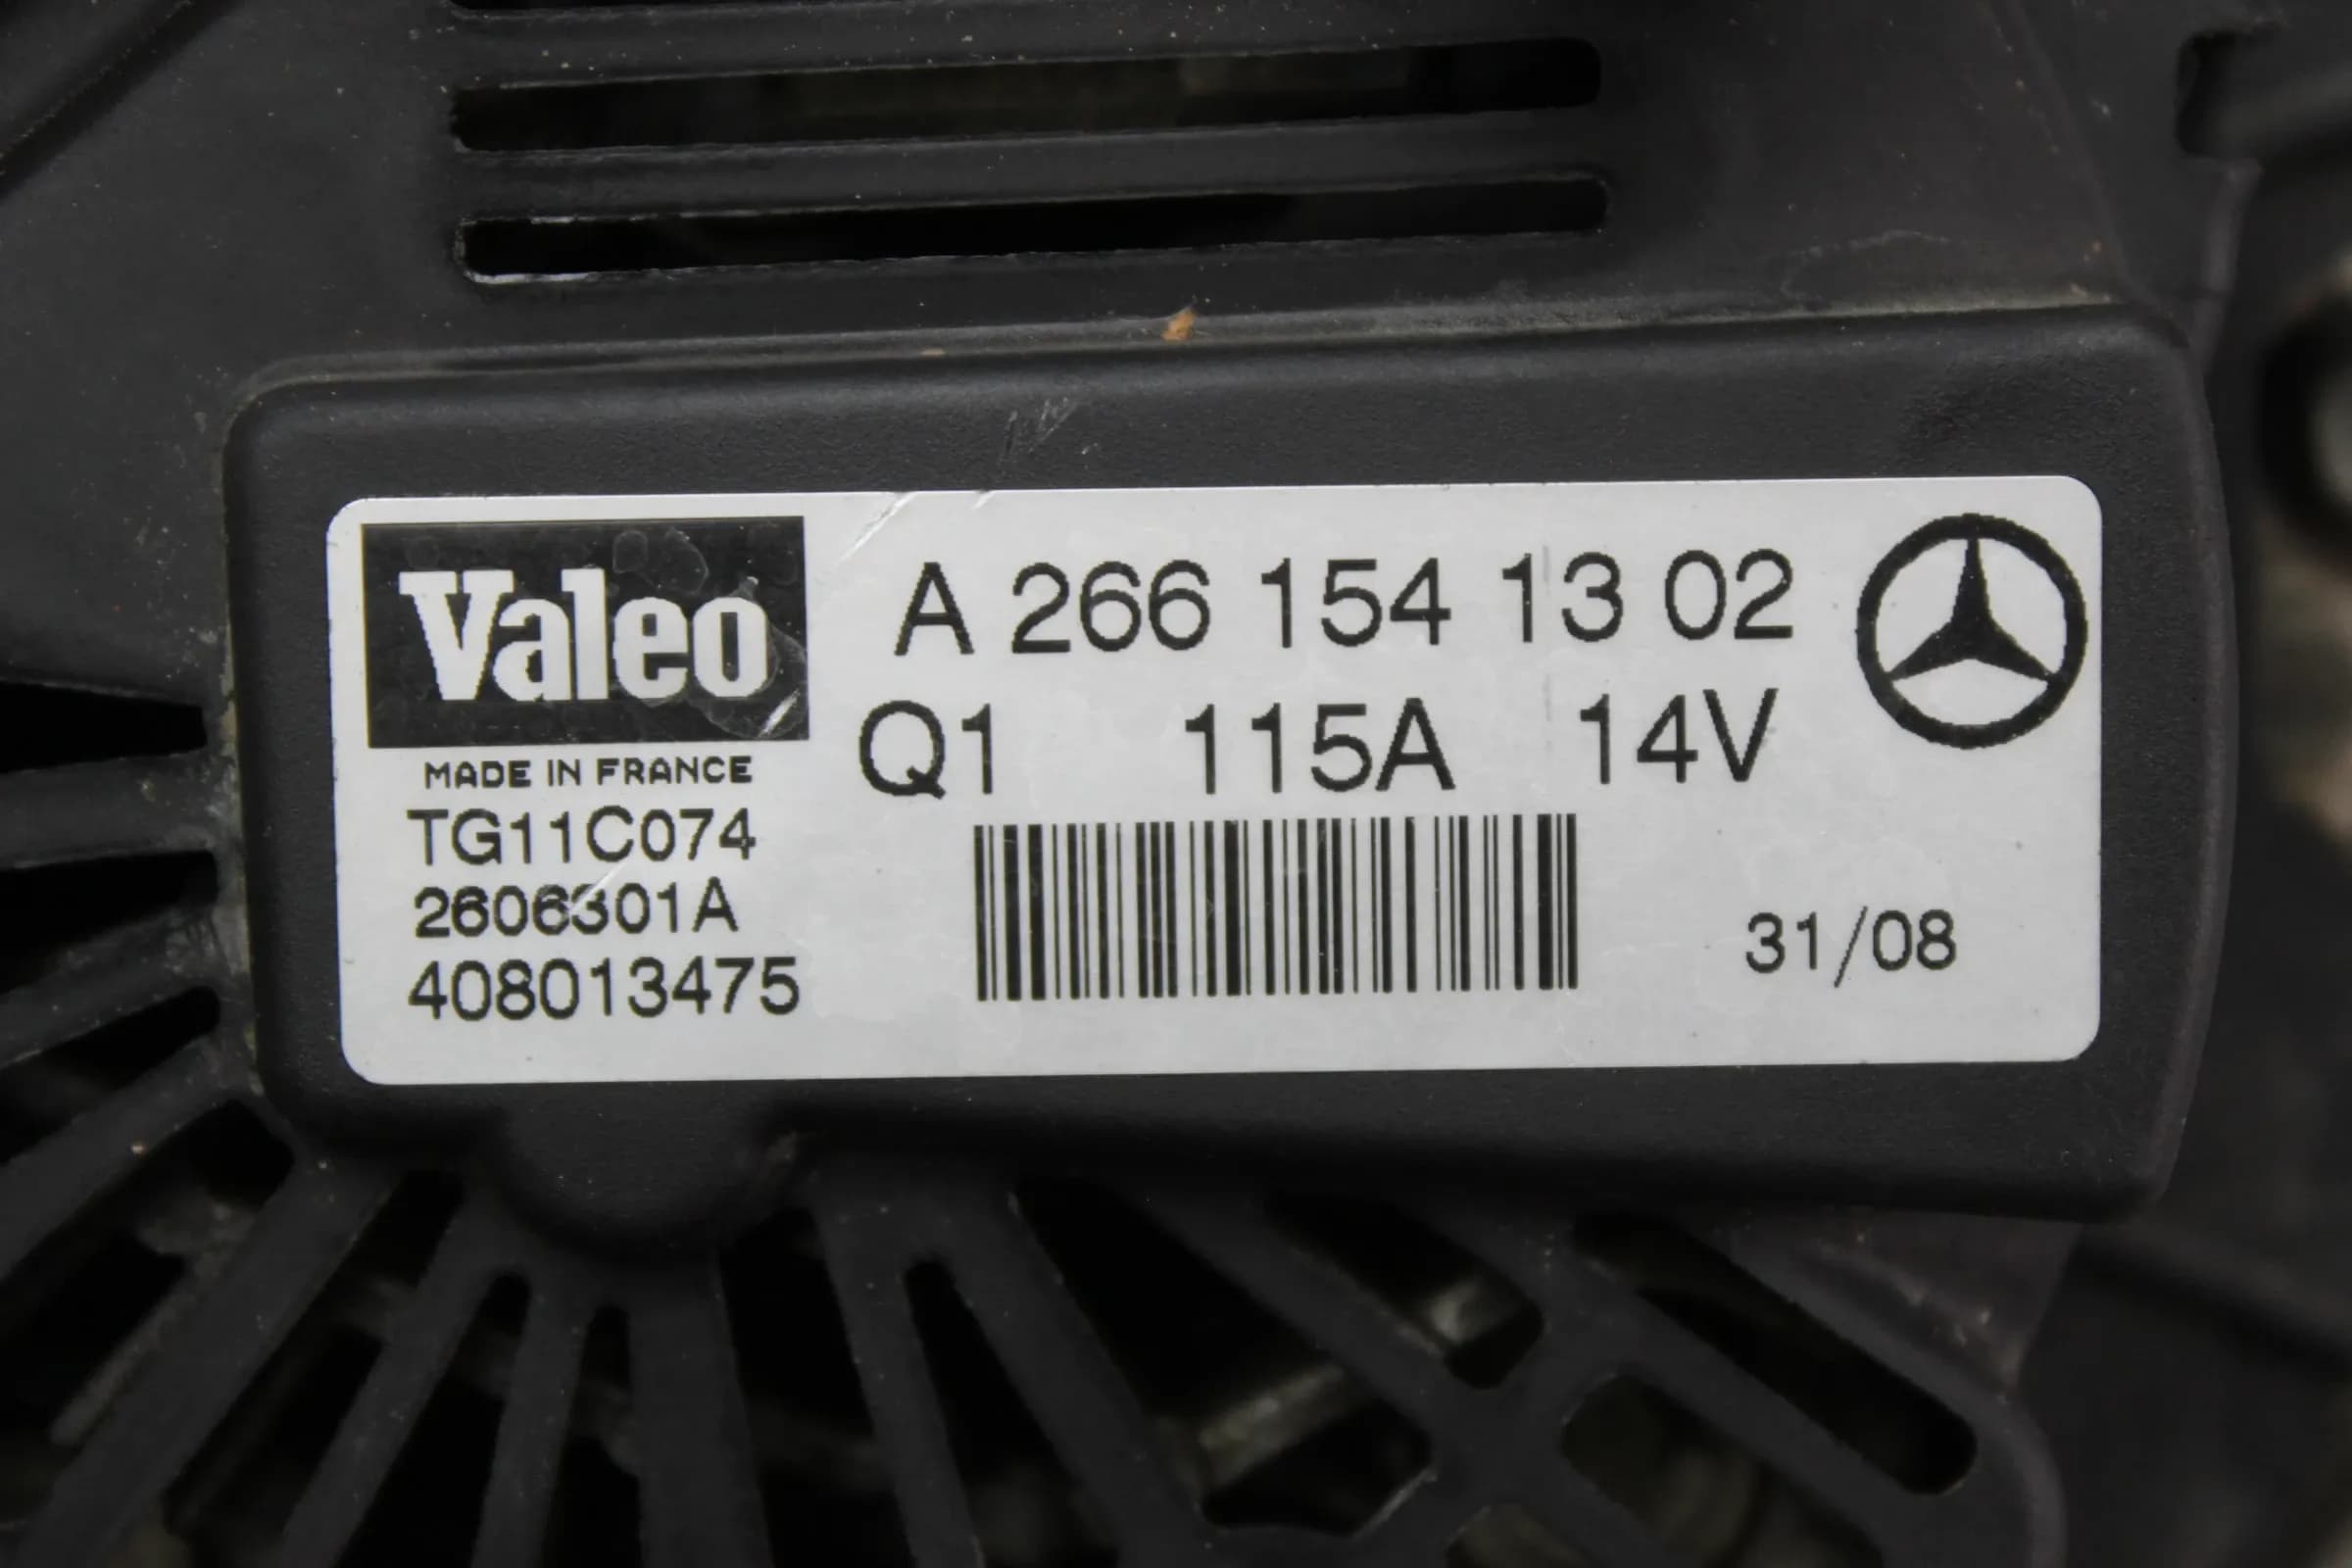 Valeo
MADE IN FRANCE
TG11C074
2606301A
408013475
A 266 154 13 02
Q1 115A 14V
31/08